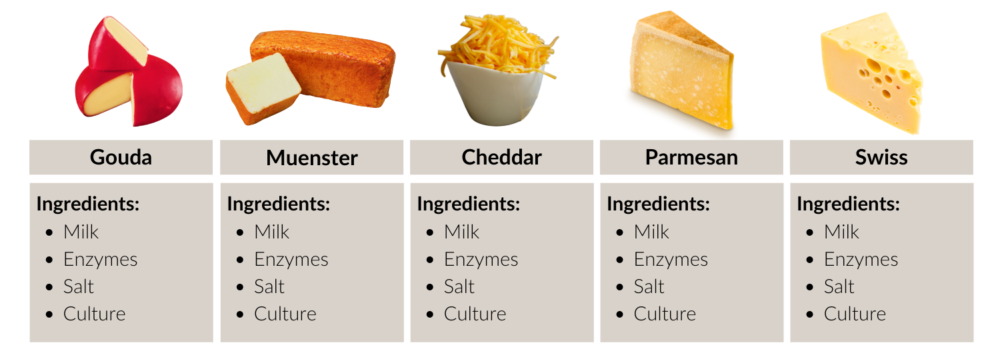 Gouda
Ingredients:
• Milk
• Enzymes
• Salt
• Culture
Muenster
Ingredients:
• Milk
• Enzymes
• Salt
• Culture
Cheddar
Ingredients:
• Milk
• Enzymes
• Salt
• Culture
Parmesan
Ingredients:
• Milk
• Enzymes
• Salt
• Culture
Swiss
Ingredients:
• Milk
• Enzymes
• Salt
• Culture